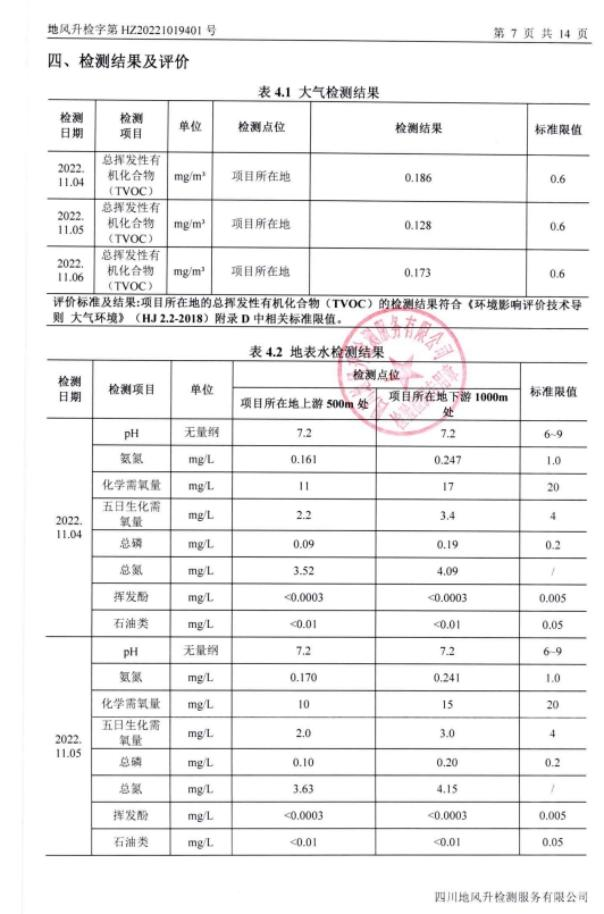 地风升检字第 HZ20221019401 号 第 7 页 共 14 页
四、检测结果及评价
表 4.1 大气检测结果
检测日期 检测项目 单位 检测点位 检测结果 标准限值
2022.11.04 总挥发性有机化合物（TVOC） mg/m³ 项目所在地 0.186 0.6
2022.11.05 总挥发性有机化合物（TVOC） mg/m³ 项目所在地 0.128 0.6
2022.11.06 总挥发性有机化合物（TVOC） mg/m³ 项目所在地 0.173 0.6
评价标准及结果:项目所在地的总挥发性有机化合物（TVOC）的检测结果符合《环境影响评价技术导
则 大气环境》（HJ 2.2-2018）附录 D 中相关标准限值。
表 4.2 地表水检测结果
检测日期 检测项目 单位 检测点位 标准限值
项目所在地上游 500m 处 项目所在地下游 1000m 处
2022.11.04
pH 无量纲 7.2 7.2 6~9
氨氮 mg/L 0.161 0.247 1.0
化学需氧量 mg/L 11 17 20
五日生化需氧量 mg/L 2.2 3.4 4
总磷 mg/L 0.09 0.19 0.2
总氮 mg/L 3.52 4.09 /
挥发酚 mg/L <0.0003 <0.0003 0.005
石油类 mg/L <0.01 <0.01 0.05
2022.11.05
pH 无量纲 7.2 7.2 6~9
氨氮 mg/L 0.170 0.241 1.0
化学需氧量 mg/L 10 15 20
五日生化需氧量 mg/L 2.0 3.0 4
总磷 mg/L 0.10 0.20 0.2
总氮 mg/L 3.63 4.15 /
挥发酚 mg/L <0.0003 <0.0003 0.005
石油类 mg/L <0.01 <0.01 0.05
四川地风升检测服务有限公司